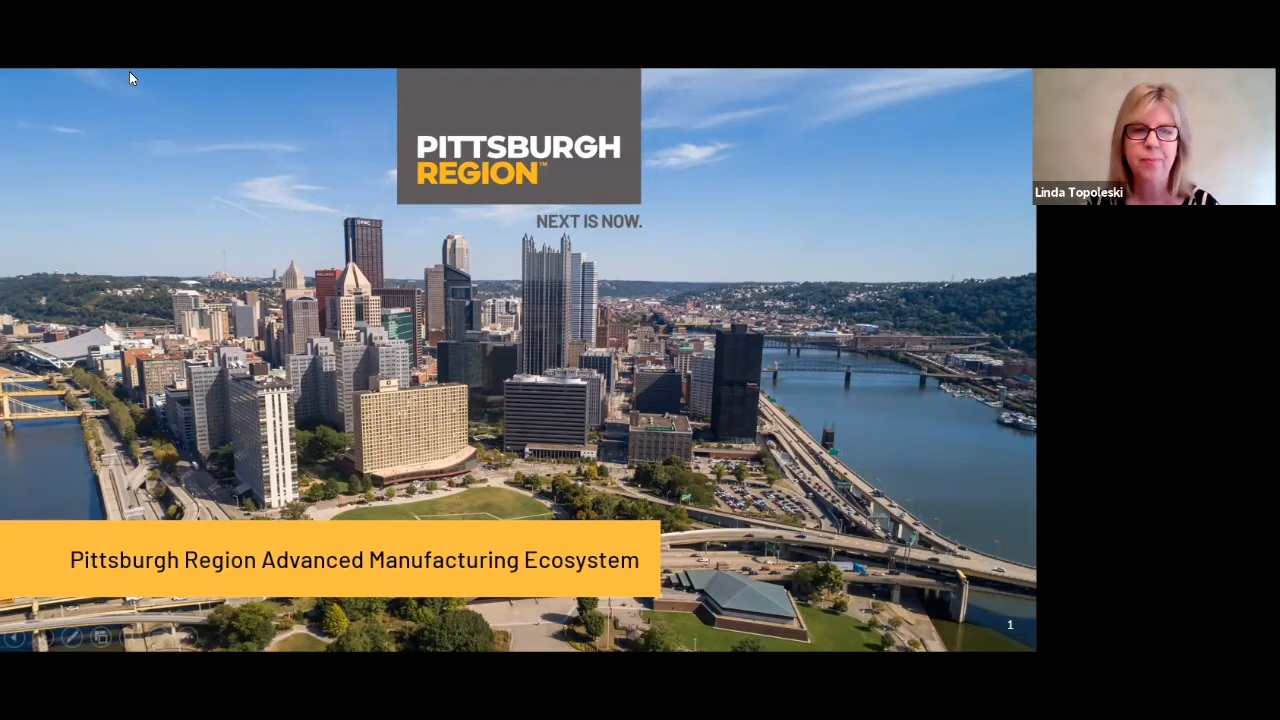 PITTSBURGH
REGION™
NEXT IS NOW.
Linda Topoleski
Pittsburgh Region Advanced Manufacturing Ecosystem
1